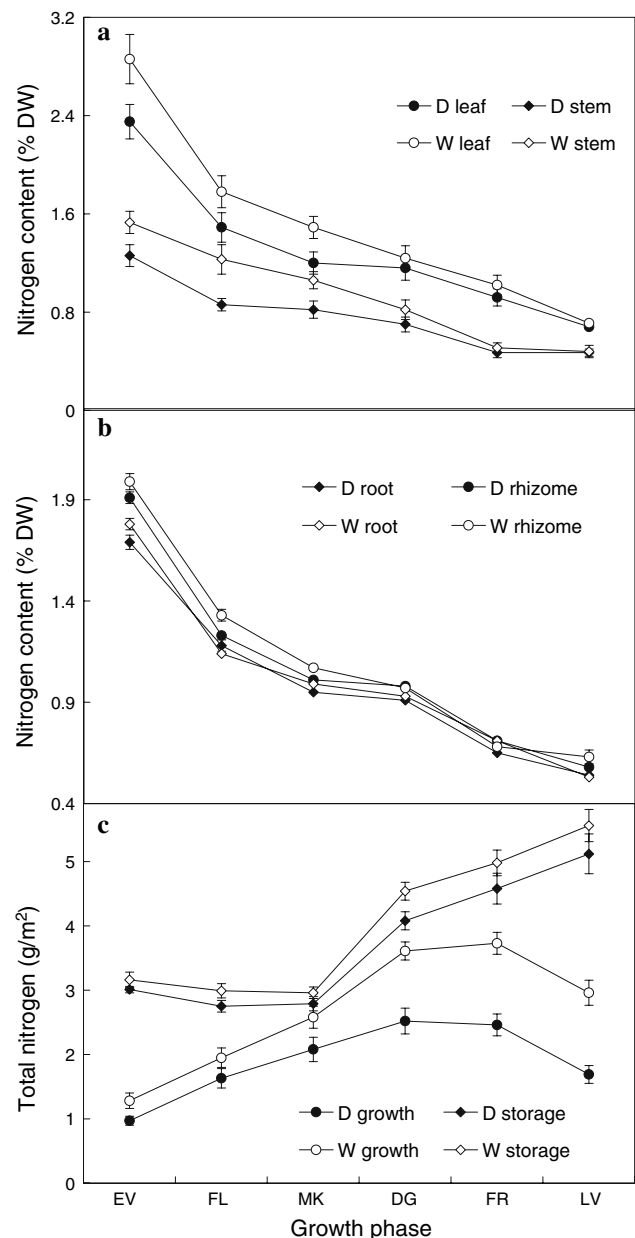 a
3.2
2.4
1.6
0.8
0
Nitrogen content (% DW)
D leaf D stem
W leaf W stem
b
1.9
1.4
0.9
0.4
Nitrogen content (% DW)
D root D rhizome
W root W rhizome
c
5
4
3
2
1
0
Total nitrogen (g/m²)
D growth D storage
W growth W storage
EV FL MK DG FR LV
Growth phase